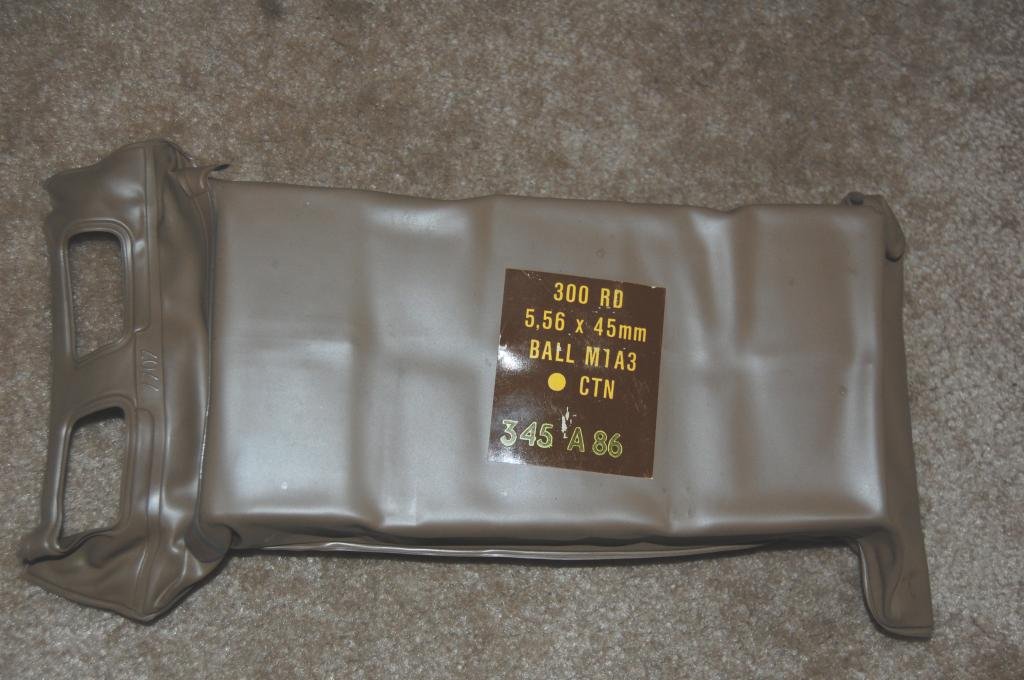 300 RD
5,56 x 45mm
BALL M1A3
CTN
345 A 86